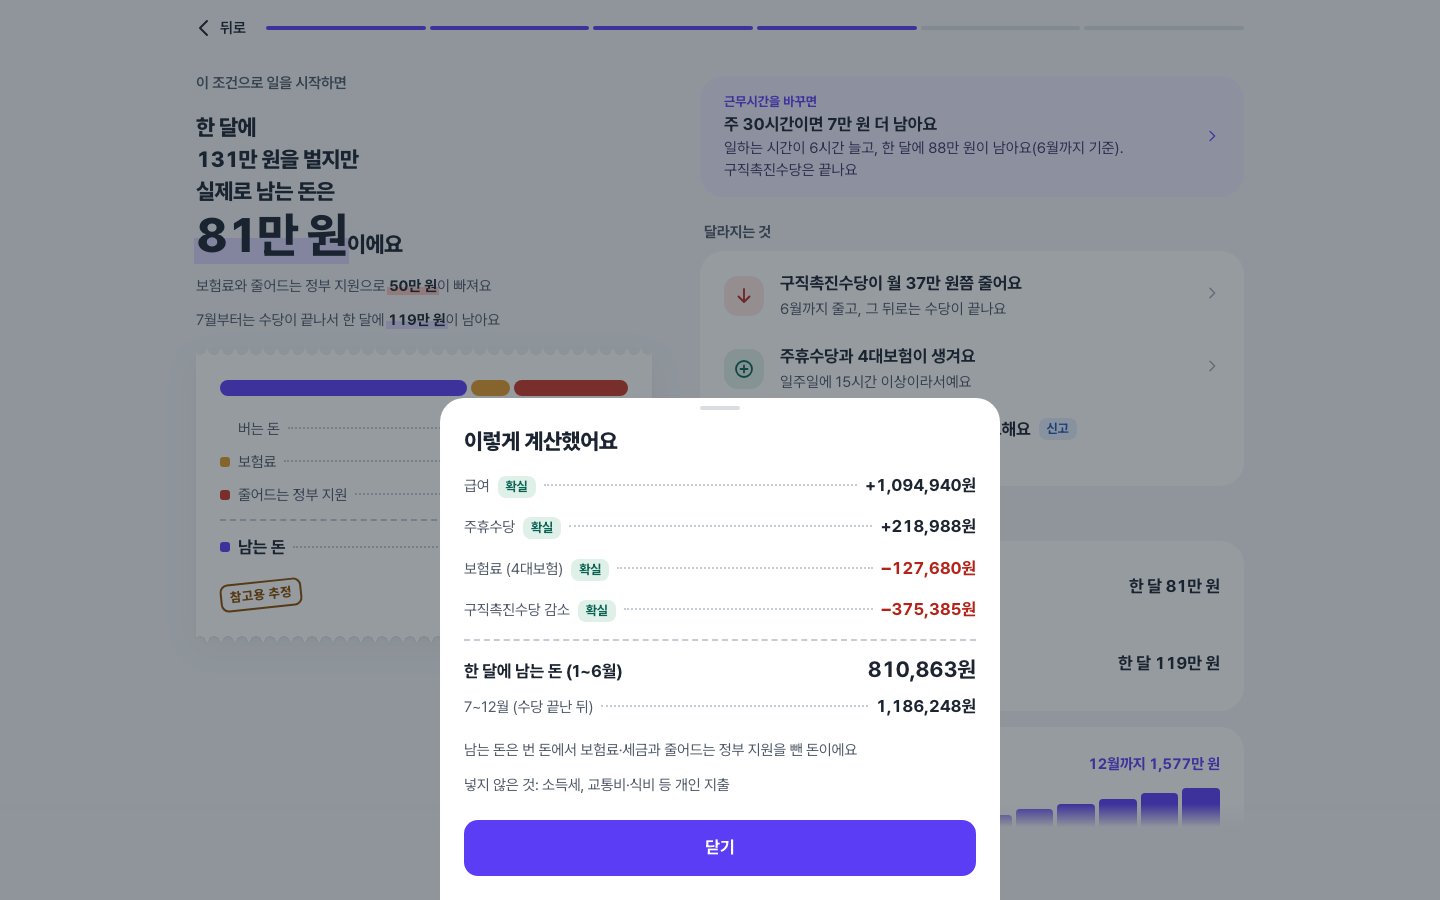 뒤로
이 조건으로 일을 시작하면
한 달에
131만 원을 벌지만
실제로 남는 돈은
81만 원이에요
보험료와 줄어드는 정부 지원으로 50만 원이 빠져요
7월부터는 수당이 끝나서 한 달에 119만 원이 남아요
버는 돈
보험료
줄어드는 정부 지원
남는 돈
참고용 추정
근무시간을 바꾸면
주 30시간이면 7만 원 더 남아요
일하는 시간이 6시간 늘고, 한 달에 88만 원이 남아요(6월까지 기준).
구직촉진수당은 끝나요
달라지는 것
구직촉진수당이 월 37만 원쯤 줄어요
6월까지 줄고, 그 뒤로는 수당이 끝나요
주휴수당과 4대보험이 생겨요
일주일에 15시간 이상이라서예요
해요 신고
한 달 81만 원
한 달 119만 원
12월까지 1,577만 원
이렇게 계산했어요
급여 확실 +1,094,940원
주휴수당 확실 +218,988원
보험료 (4대보험) 확실 −127,680원
구직촉진수당 감소 확실 −375,385원
한 달에 남는 돈 (1~6월) 810,863원
7~12월 (수당 끝난 뒤) 1,186,248원
남는 돈은 번 돈에서 보험료·세금과 줄어드는 정부 지원을 뺀 돈이에요
넣지 않은 것: 소득세, 교통비·식비 등 개인 지출
닫기